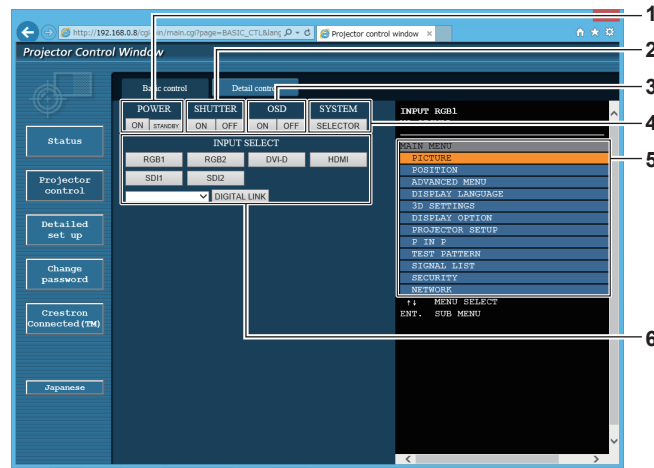 http://192.168.0.8/cgi-bin/main.cgi?page=BASIC_CTL&lang
Projector control window ×
Projector Control Window
Basic control
Detail control
Status
Projector
control
Detailed
set up
Change
password
Crestron
Connected(TM)
Japanese
POWER
ON STANDBY
SHUTTER
ON OFF
OSD
ON OFF
SYSTEM
SELECTOR
INPUT SELECT
RGB1 RGB2 DVI-D HDMI
SDI1 SDI2
DIGITAL LINK
INPUT RGB1
MAIN MENU
PICTURE
POSITION
ADVANCED MENU
DISPLAY LANGUAGE
3D SETTINGS
DISPLAY OPTION
PROJECTOR SETUP
P IN P
TEST PATTERN
SIGNAL LIST
SECURITY
NETWORK
↑↓ MENU SELECT
ENT. SUB MENU
1
2
3
4
5
6